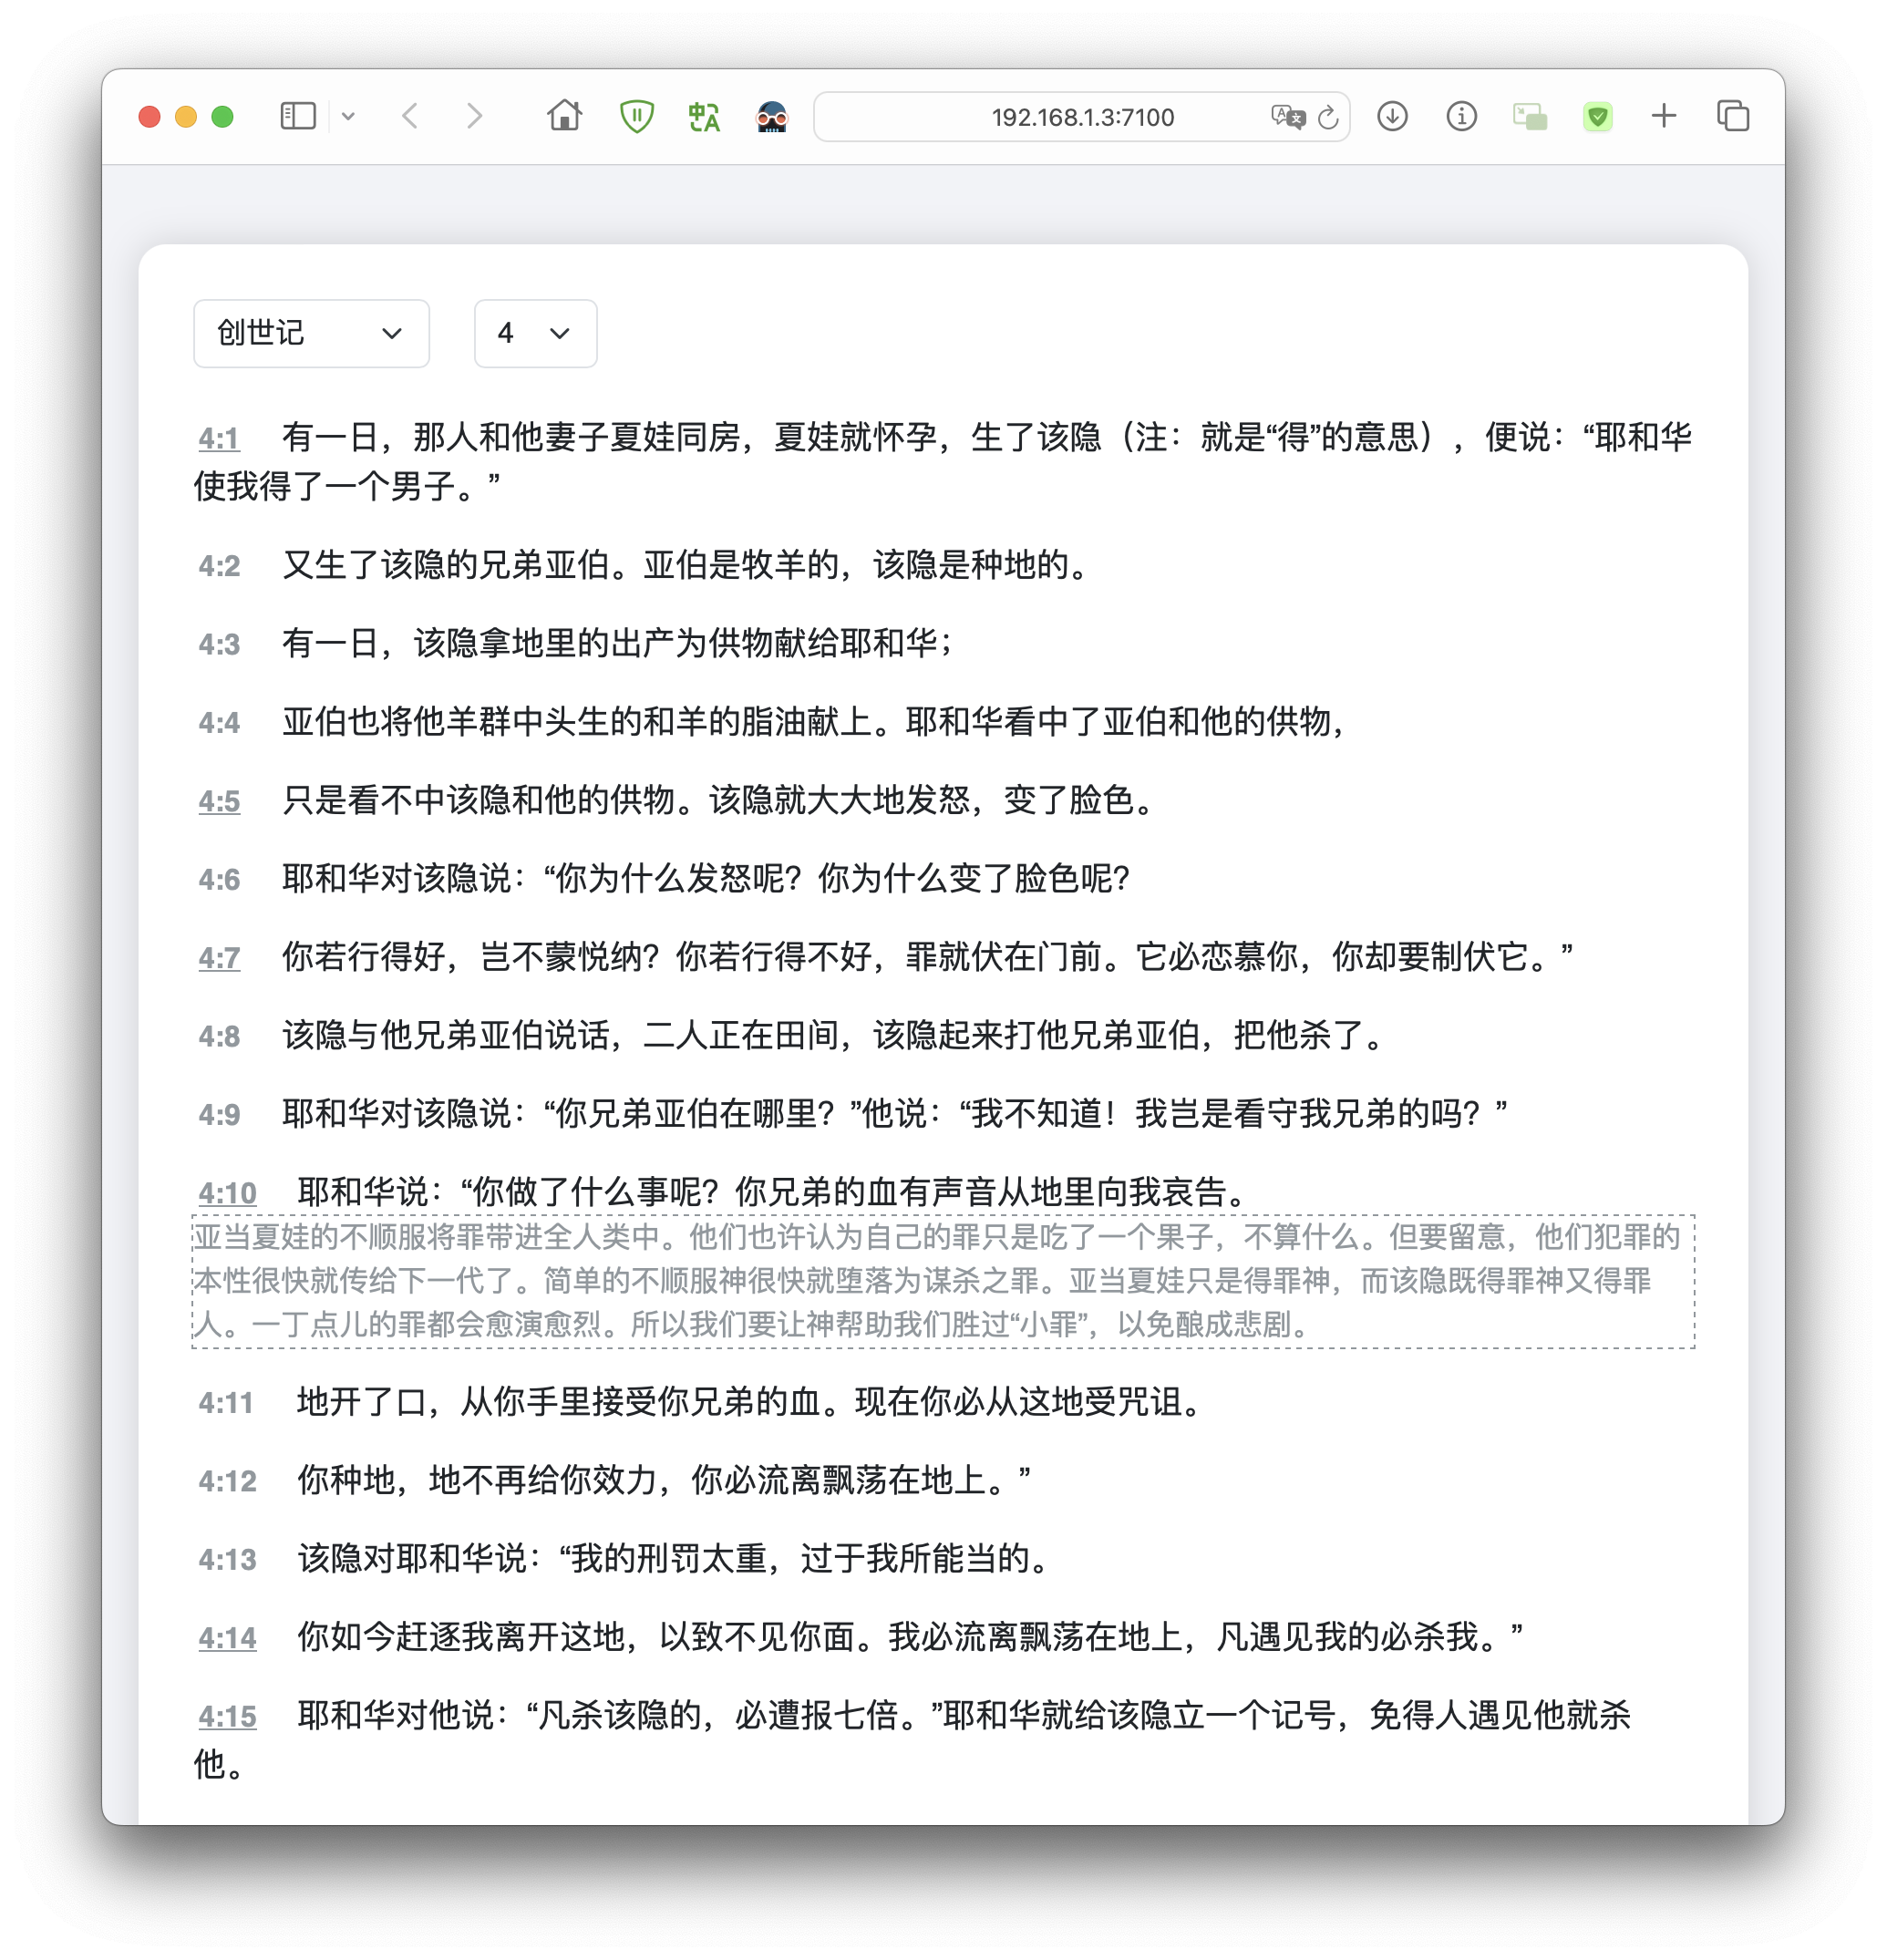 192.168.1.3:7100
创世记 4
4:1 有一日，那人和他妻子夏娃同房，夏娃就怀孕，生了该隐（注：就是“得”的意思），便说：“耶和华
使我得了一个男子。”
4:2 又生了该隐的兄弟亚伯。亚伯是牧羊的，该隐是种地的。
4:3 有一日，该隐拿地里的出产为供物献给耶和华；
4:4 亚伯也将他羊群中头生的和羊的脂油献上。耶和华看中了亚伯和他的供物，
4:5 只是看不中该隐和他的供物。该隐就大大地发怒，变了脸色。
4:6 耶和华对该隐说：“你为什么发怒呢？你为什么变了脸色呢？
4:7 你若行得好，岂不蒙悦纳？你若行得不好，罪就伏在门前。它必恋慕你，你却要制伏它。”
4:8 该隐与他兄弟亚伯说话，二人正在田间，该隐起来打他兄弟亚伯，把他杀了。
4:9 耶和华对该隐说：“你兄弟亚伯在哪里？”他说：“我不知道！我岂是看守我兄弟的吗？”
4:10 耶和华说：“你做了什么事呢？你兄弟的血有声音从地里向我哀告。
亚当夏娃的不顺服将罪带进全人类中。他们也许认为自己的罪只是吃了一个果子，不算什么。但要留意，他们犯罪的
本性很快就传给下一代了。简单的不顺服神很快就堕落为谋杀之罪。亚当夏娃只是得罪神，而该隐既得罪神又得罪
人。一丁点儿的罪都会愈演愈烈。所以我们要让神帮助我们胜过“小罪”，以免酿成悲剧。
4:11 地开了口，从你手里接受你兄弟的血。现在你必从这地受咒诅。
4:12 你种地，地不再给你效力，你必流离飘荡在地上。”
4:13 该隐对耶和华说：“我的刑罚太重，过于我所能当的。
4:14 你如今赶逐我离开这地，以致不见你面。我必流离飘荡在地上，凡遇见我的必杀我。”
4:15 耶和华对他说：“凡杀该隐的，必遭报七倍。”耶和华就给该隐立一个记号，免得人遇见他就杀
他。